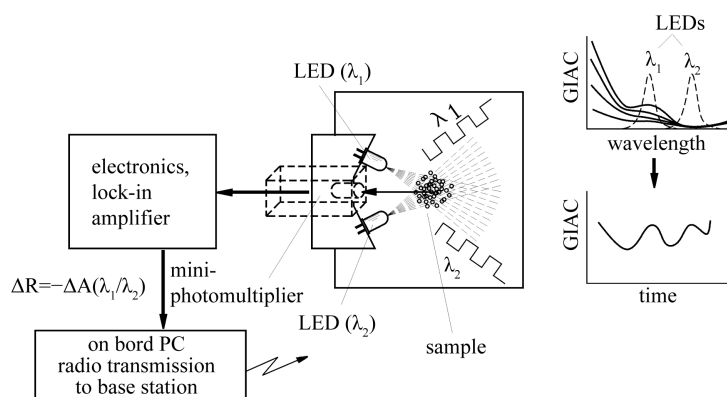 LED (λ1)
λ1
electronics,
lock-in
amplifier
ΔR=−ΔA(λ1/λ2)
mini-
photomultiplier
LED (λ2)
λ2
sample
on bord PC
radio transmission
to base station
LEDs
λ1
λ2
GIAC
wavelength
GIAC
time